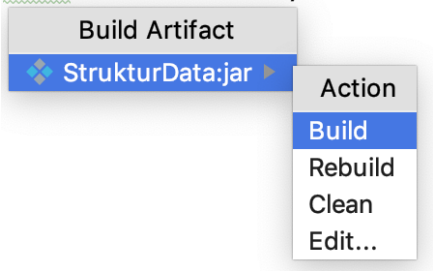 Build Artifact
StrukturData:jar
Action
Build
Rebuild
Clean
Edit...